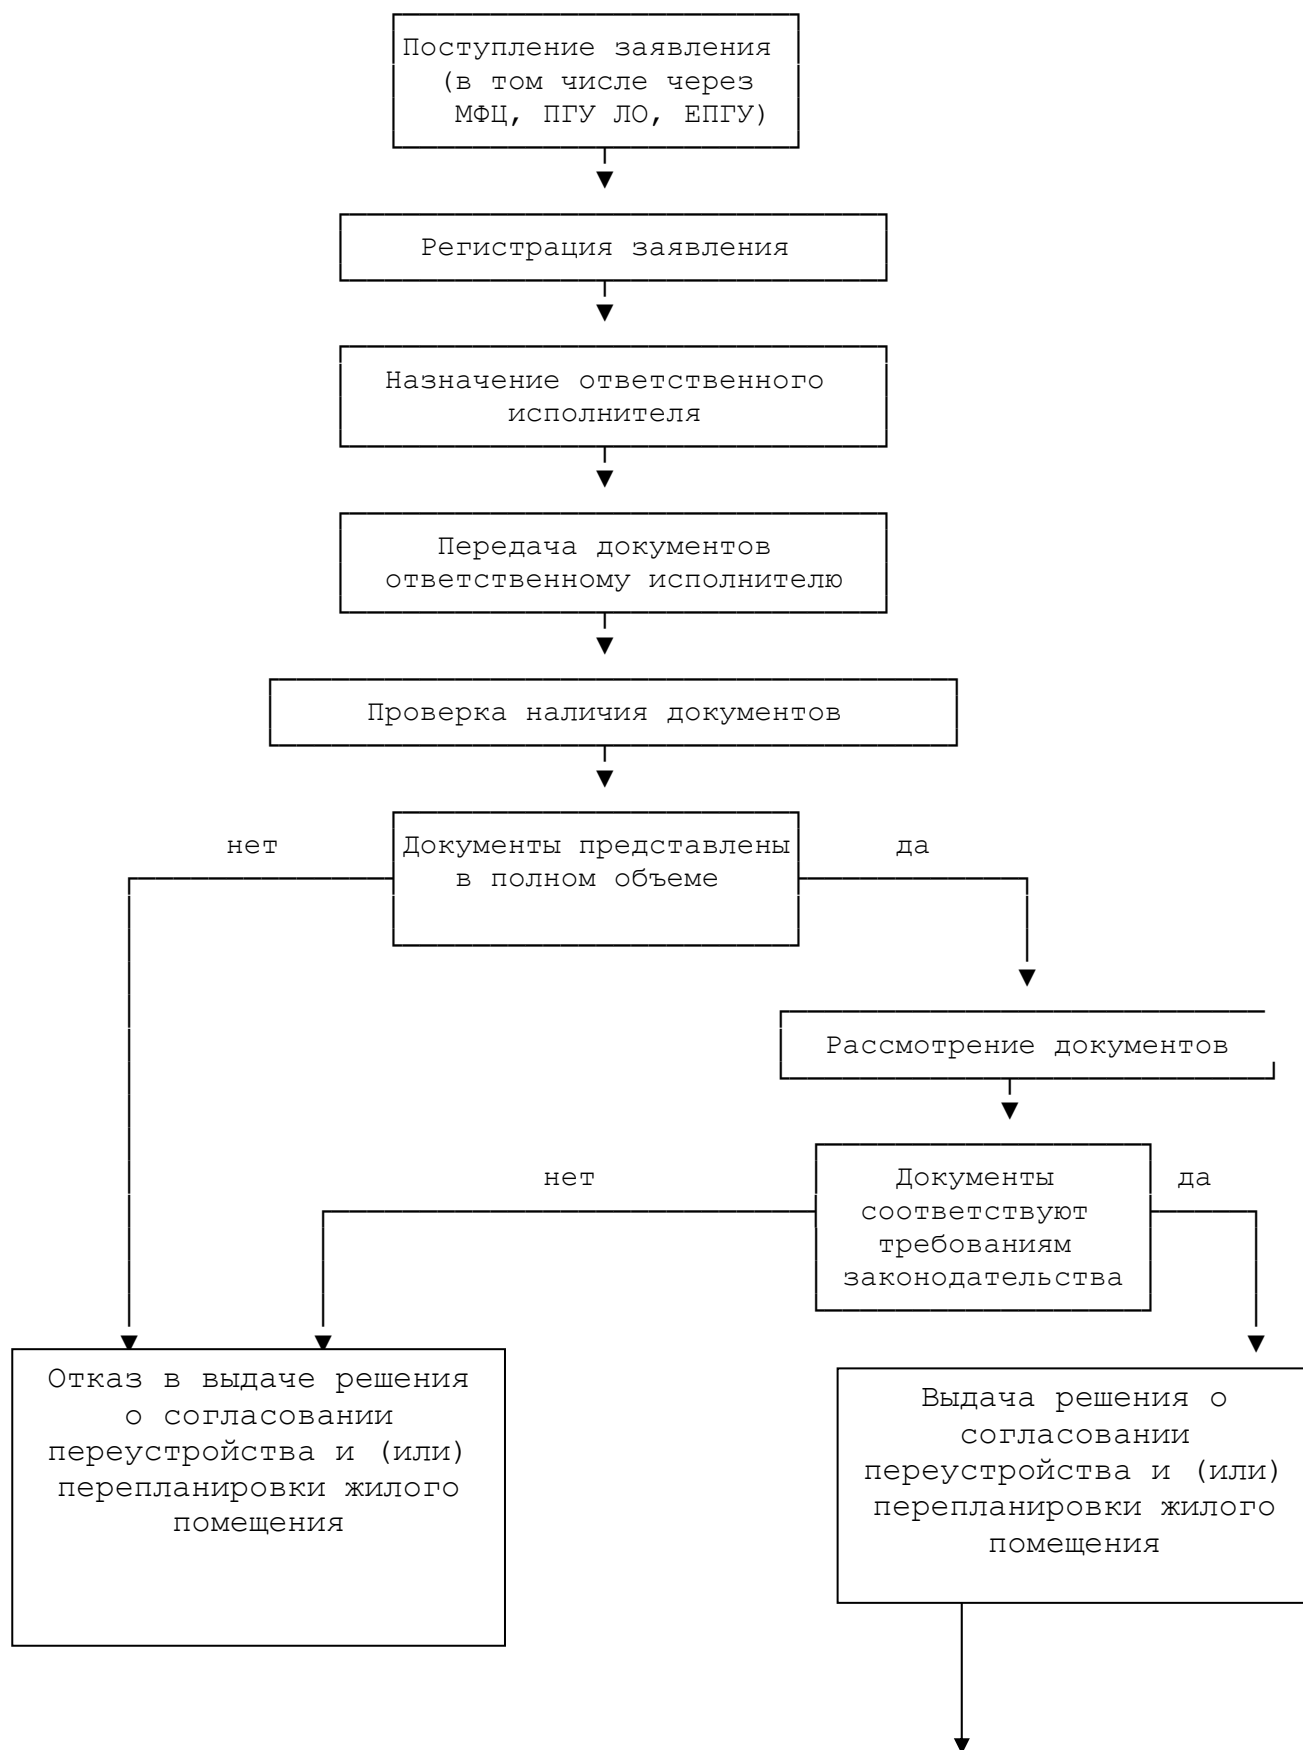 Поступление заявления
(в том числе через
МФЦ, ПГУ ЛО, ЕПГУ)
Регистрация заявления
Назначение ответственного
исполнителя
Передача документов
ответственному исполнителю
Проверка наличия документов
нет
Документы представлены
в полном объеме
да
Рассмотрение документов
нет
Документы
соответствуют
требованиям
законодательства
да
Отказ в выдаче решения
о согласовании
переустройства и (или)
перепланировки жилого
помещения
Выдача решения о
согласовании
переустройства и (или)
перепланировки жилого
помещения